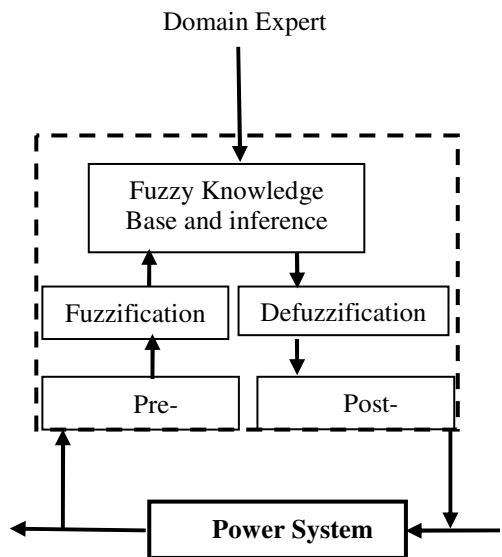 Domain Expert
Fuzzy Knowledge
Base and inference
Fuzzification
Defuzzification
Pre-
Post-
Power System